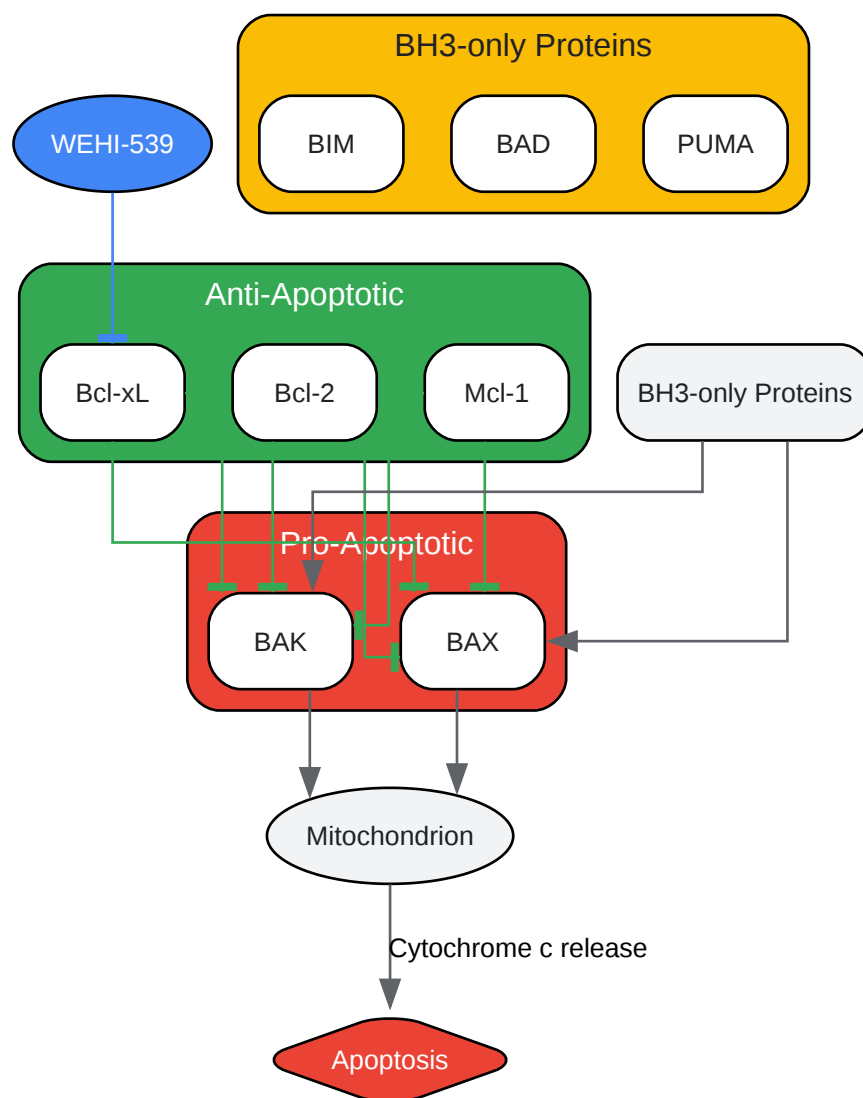 BH3-only Proteins
WEHI-539
BIM
BAD
PUMA
Anti-Apoptotic
Bcl-xL
Bcl-2
Mcl-1
BH3-only Proteins
Pro-Apoptotic
BAK
BAX
Mitochondrion
Cytochrome c release
Apoptosis